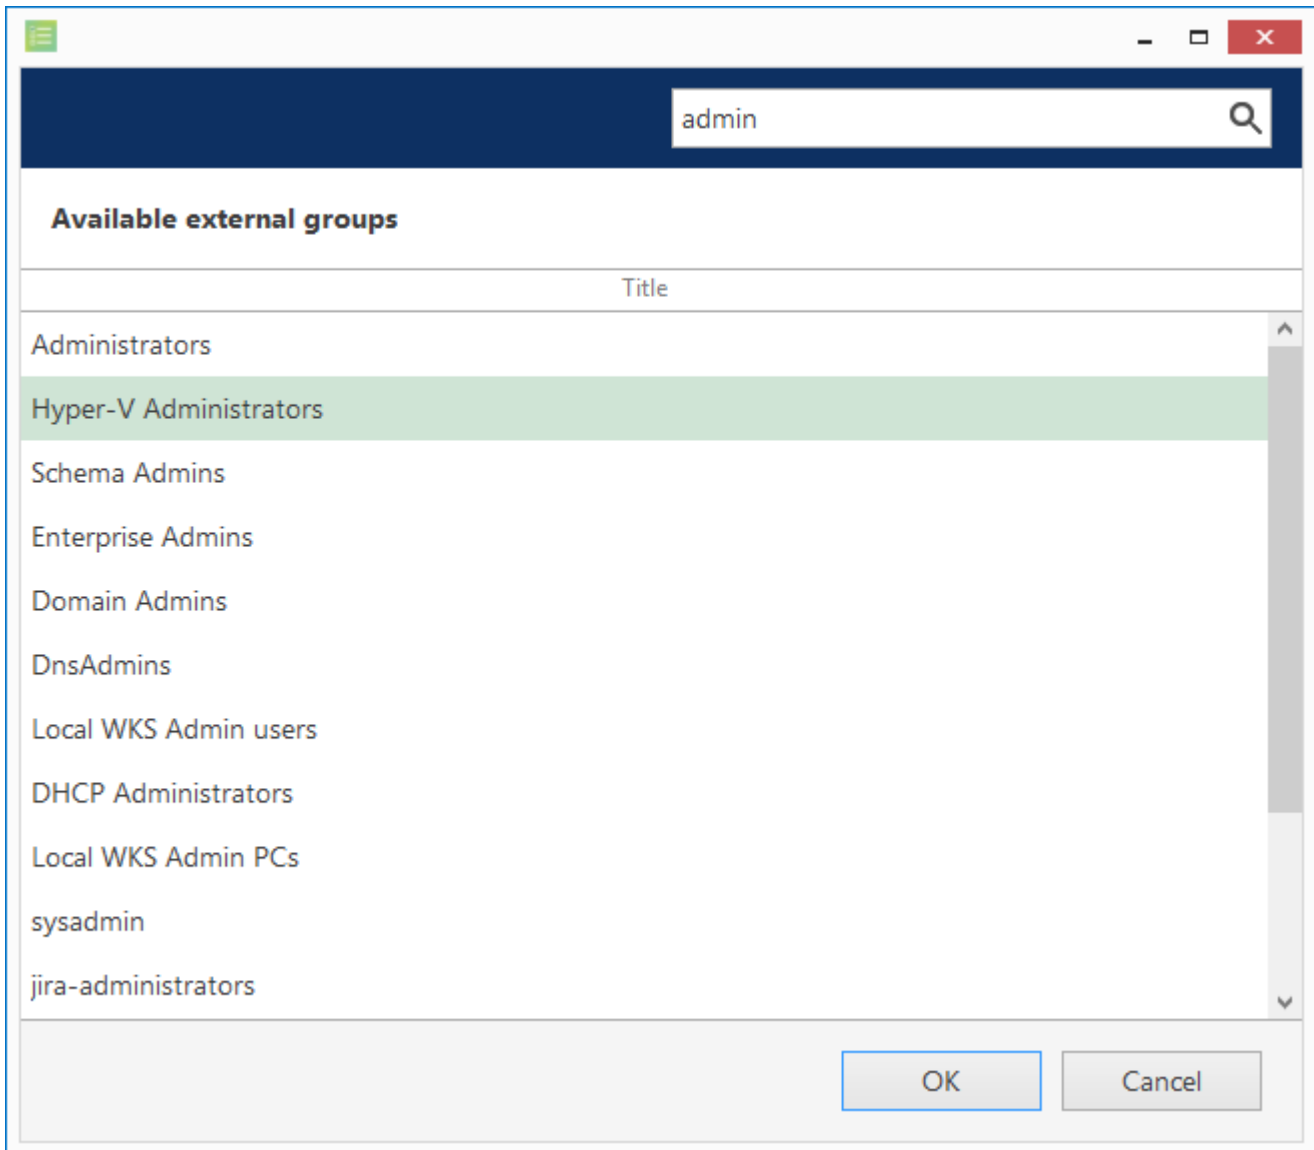 admin
Available external groups
Title
Administrators
Hyper-V Administrators
Schema Admins
Enterprise Admins
Domain Admins
DnsAdmins
Local WKS Admin users
DHCP Administrators
Local WKS Admin PCs
sysadmin
jira-administrators
OK Cancel